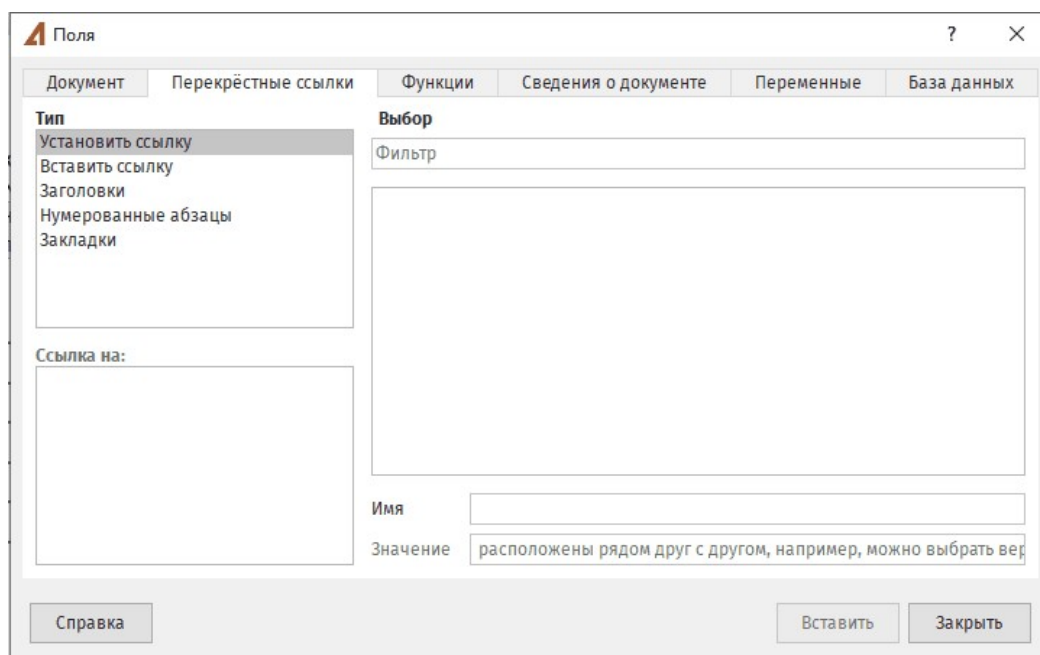 Поля ?
Документ Перекрёстные ссылки Функции Сведения о документе Переменные База данных
Тип
Установить ссылку
Вставить ссылку
Заголовки
Нумерованные абзацы
Закладки
Ссылка на:
Выбор
Фильтр
Имя
Значение расположены рядом друг с другом, например, можно выбрать вер
Справка Вставить Закрыть